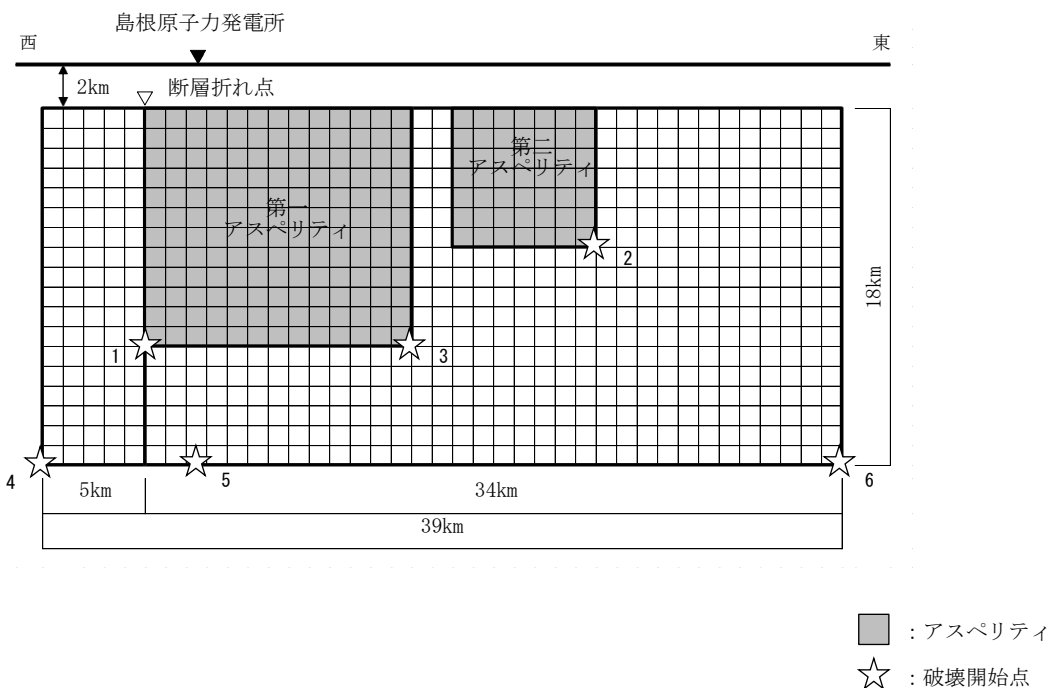 島根原子力発電所
西
東
2km
断層折れ点
第二
アスペリティ
第一
アスペリティ
2
18km
1
3
4
5
6
5km
34km
39km
：アスペリティ
：破壊開始点